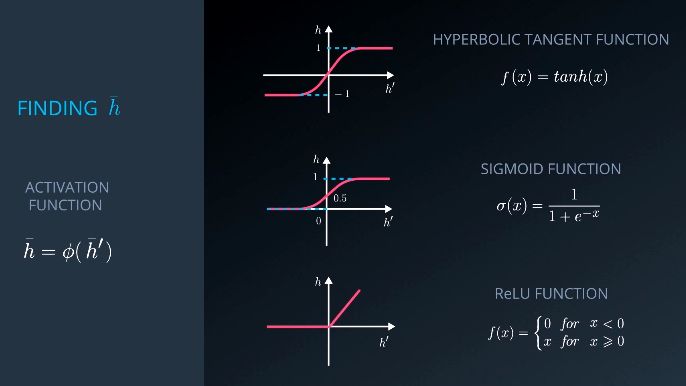 FINDING h̄
ACTIVATION
FUNCTION
h̄ = ϕ( h̄′ )
h
1
−1
h′
HYPERBOLIC TANGENT FUNCTION
f(x) = tanh(x)
h
1
0.5
0
h′
SIGMOID FUNCTION
σ(x) = 1 / (1 + e^{−x})
h
h′
ReLU FUNCTION
f(x) = { 0 for x < 0
x for x ⩾ 0